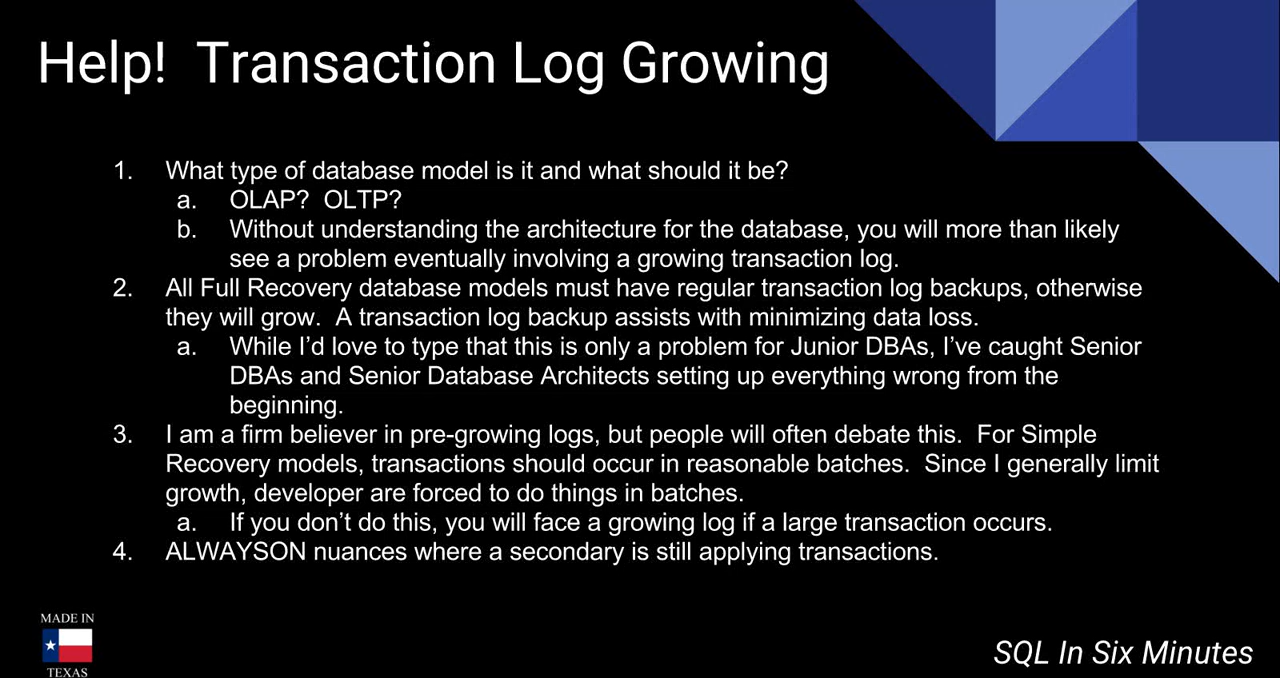 Help! Transaction Log Growing
1. What type of database model is it and what should it be?
a. OLAP? OLTP?
b. Without understanding the architecture for the database, you will more than likely
see a problem eventually involving a growing transaction log.
2. All Full Recovery database models must have regular transaction log backups, otherwise
they will grow. A transaction log backup assists with minimizing data loss.
a. While I’d love to type that this is only a problem for Junior DBAs, I’ve caught Senior
DBAs and Senior Database Architects setting up everything wrong from the
beginning.
3. I am a firm believer in pre-growing logs, but people will often debate this. For Simple
Recovery models, transactions should occur in reasonable batches. Since I generally limit
growth, developer are forced to do things in batches.
a. If you don’t do this, you will face a growing log if a large transaction occurs.
4. ALWAYSON nuances where a secondary is still applying transactions.
MADE IN
TEXAS
SQL In Six Minutes